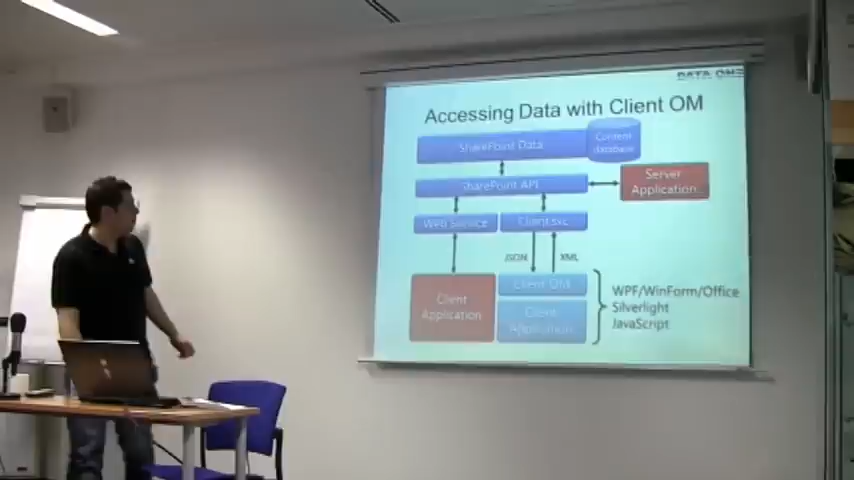 DATA ONE
Accessing Data with Client OM
SharePoint Data
Content
database
SharePoint API
Server
Application
Web Service
Client.svc
JSON
XML
Client
Application
Client OM
Client
Application
WPF/WinForm/Office
Silverlight
JavaScript